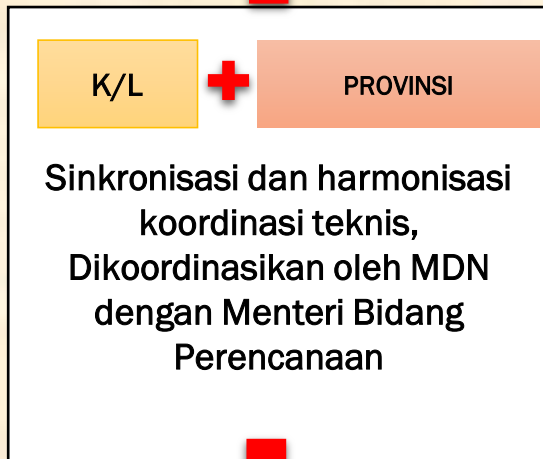 K/L + PROVINSI
Sinkronisasi dan harmonisasi
koordinasi teknis,
Dikoordinasikan oleh MDN
dengan Menteri Bidang
Perencanaan